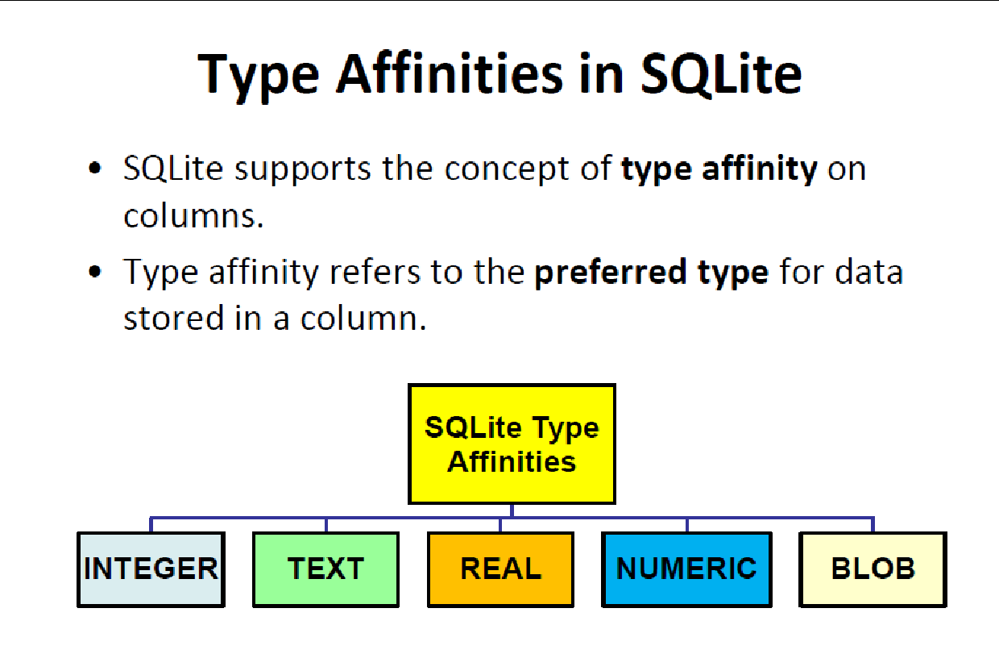 Type Affinities in SQLite
• SQLite supports the concept of type affinity on
columns.
• Type affinity refers to the preferred type for data
stored in a column.
SQLite Type
Affinities
INTEGER TEXT REAL NUMERIC BLOB